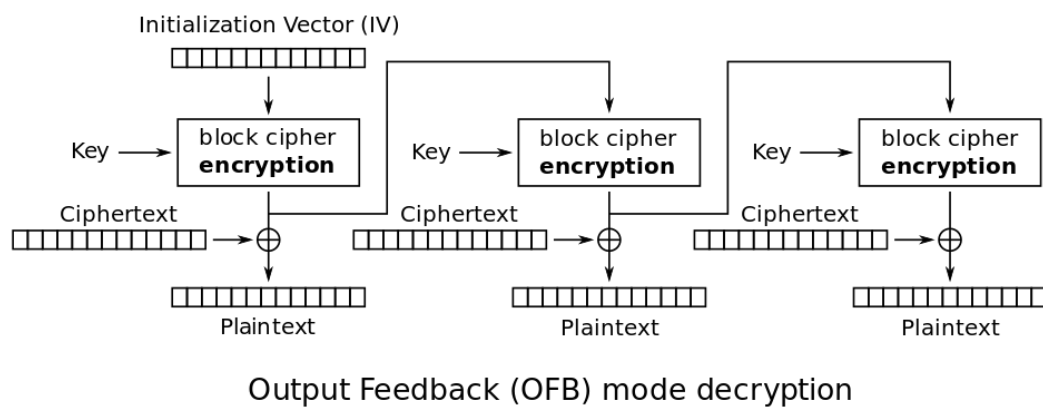 Initialization Vector (IV)
Key
block cipher
encryption
Key
block cipher
encryption
Key
block cipher
encryption
Ciphertext
Ciphertext
Ciphertext
Plaintext
Plaintext
Plaintext
Output Feedback (OFB) mode decryption